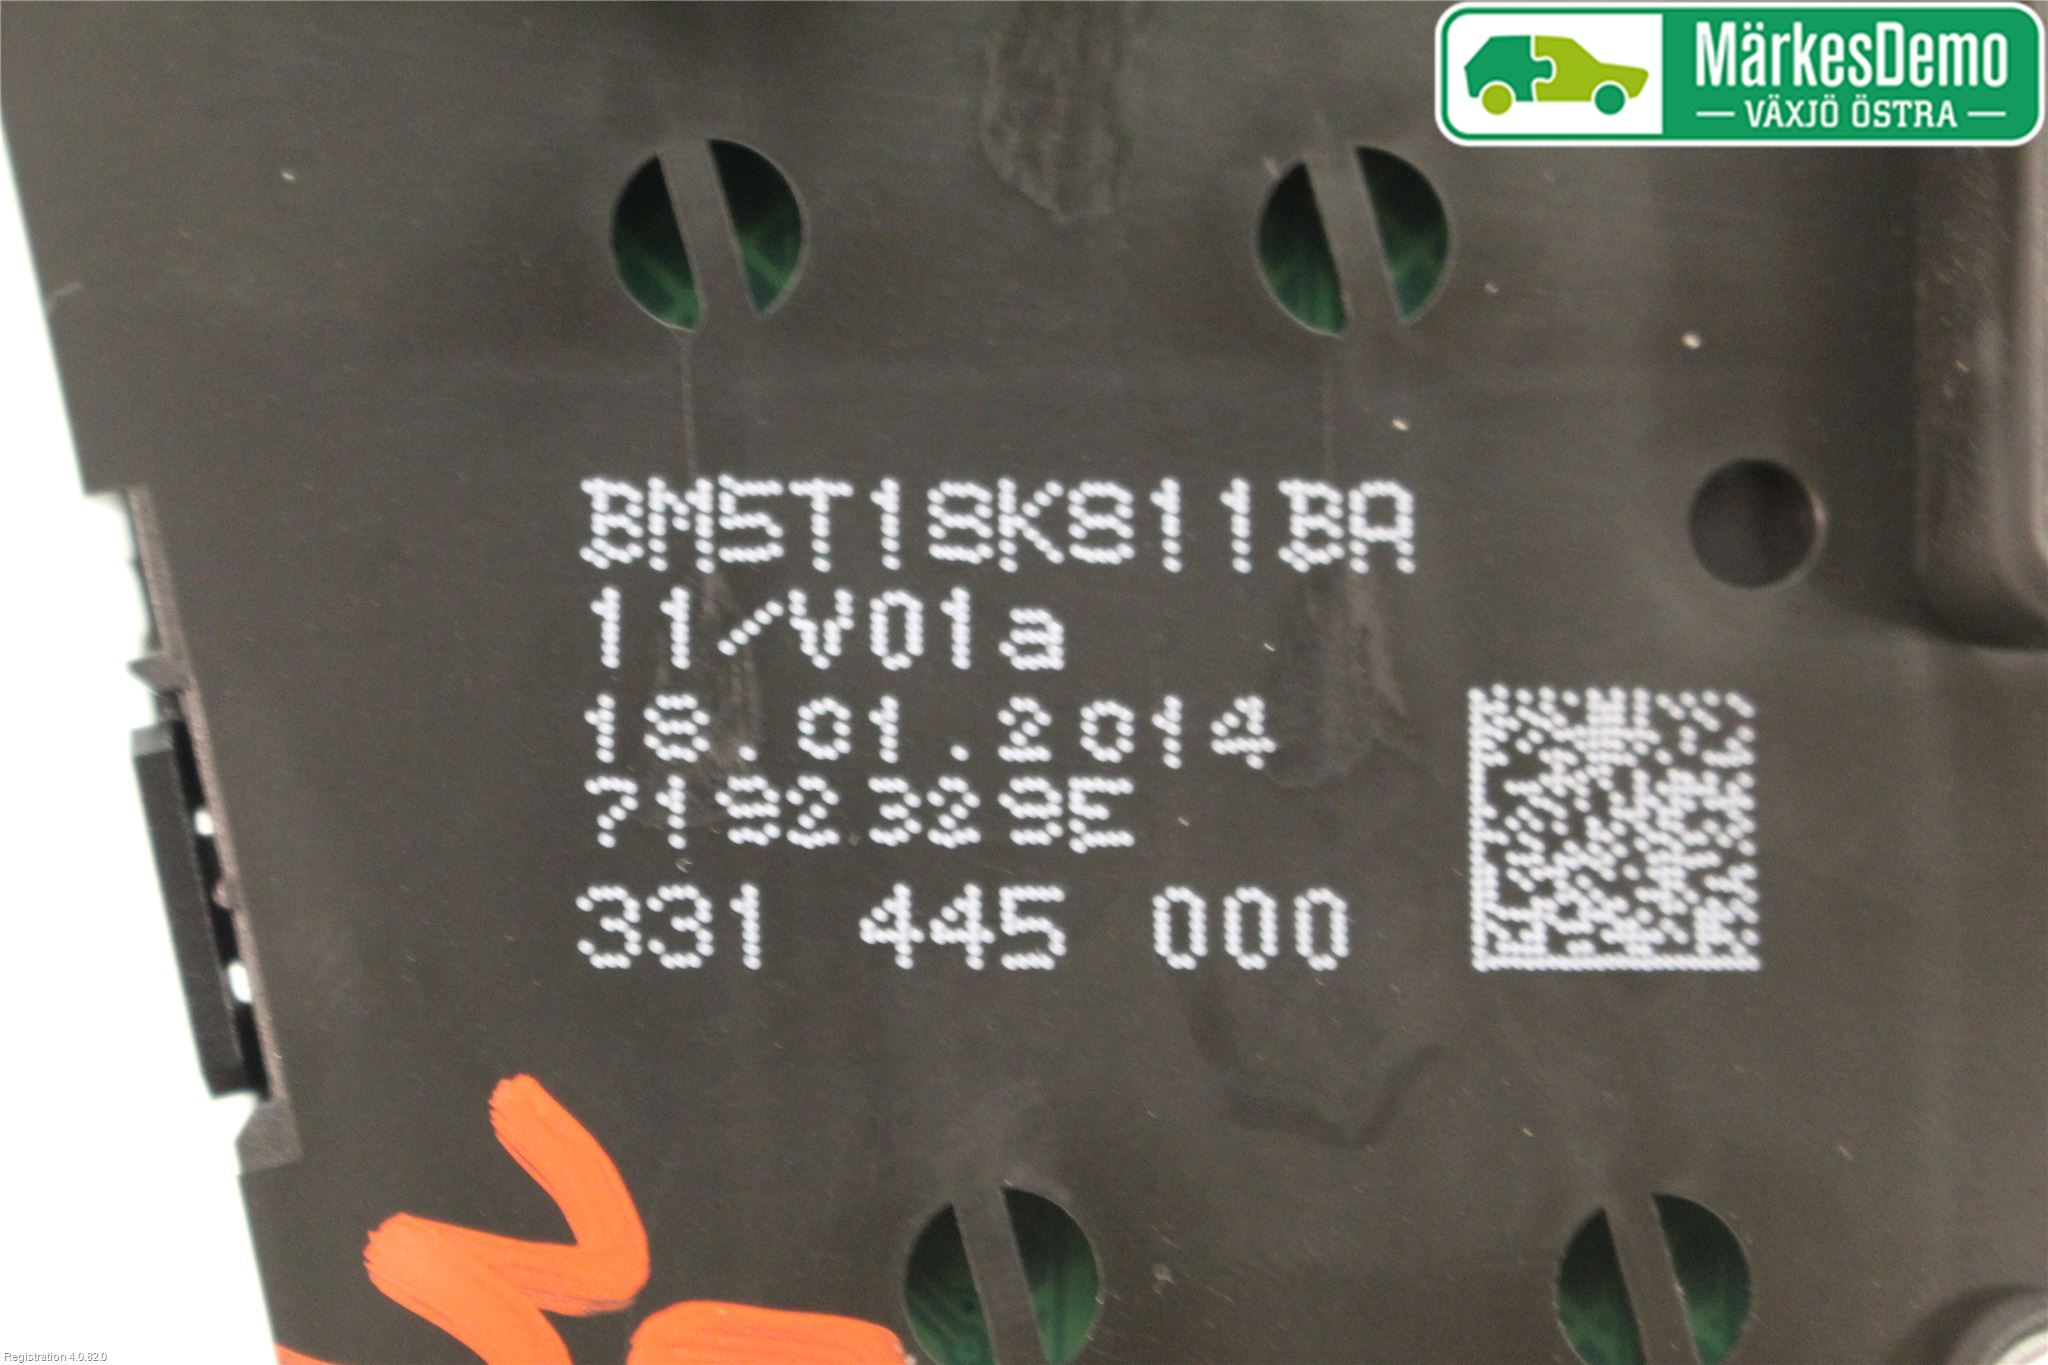 MärkesDemo
VÄXJÖ ÖSTRA
BM5T18K811BA
11/V01a
18.01.2014
7192329E
331 445 000
Registration 4.0.82.0